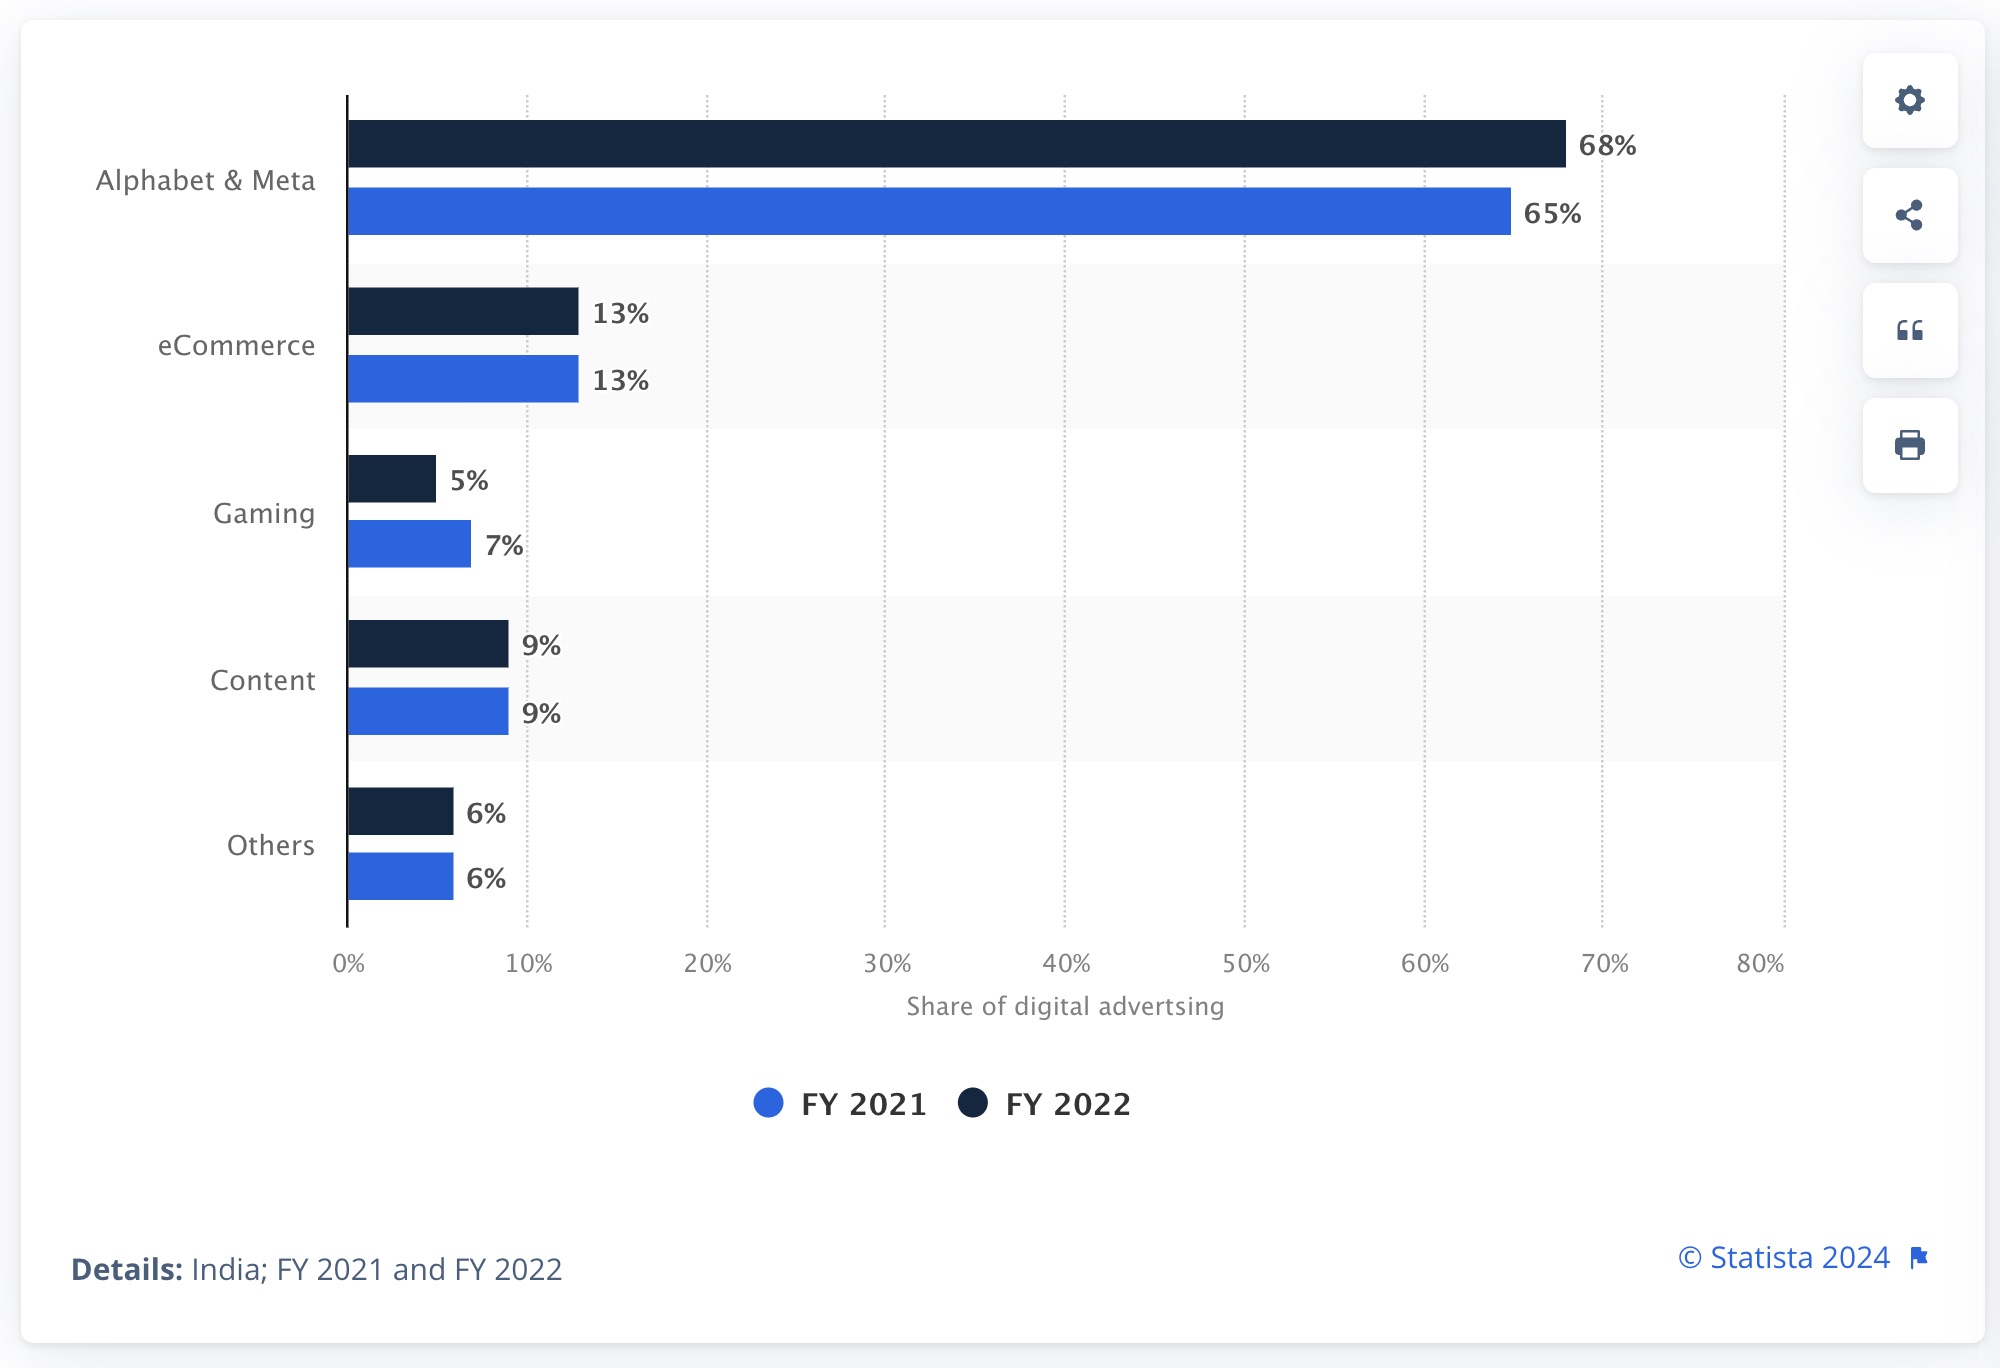 Alphabet & Meta
68%
65%
eCommerce
13%
13%
Gaming
5%
7%
Content
9%
9%
Others
6%
6%
0% 10% 20% 30% 40% 50% 60% 70% 80%
Share of digital advertsing
FY 2021 FY 2022
Details: India; FY 2021 and FY 2022
© Statista 2024